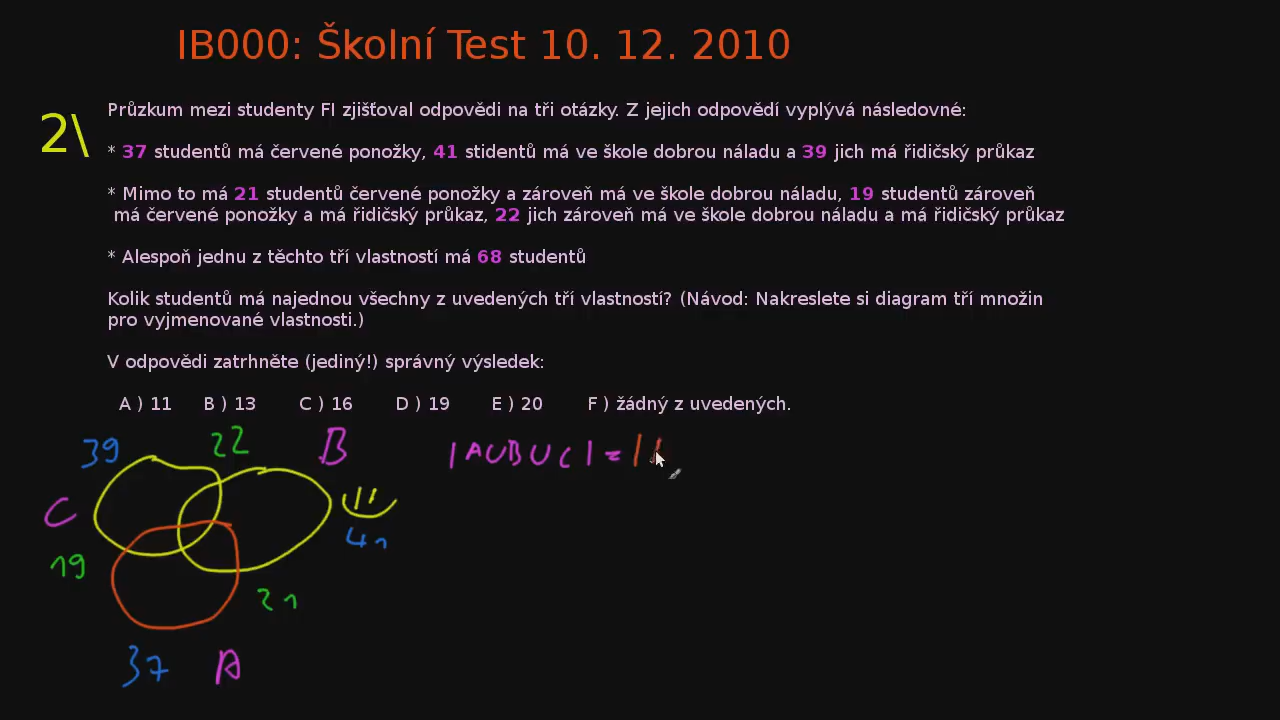 IB000: Školní Test 10. 12. 2010
2\
Průzkum mezi studenty FI zjišťoval odpovědi na tři otázky. Z jejich odpovědí vyplývá následovné:
* 37 studentů má červené ponožky, 41 stidentů má ve škole dobrou náladu a 39 jich má řidičský průkaz
* Mimo to má 21 studentů červené ponožky a zároveň má ve škole dobrou náladu, 19 studentů zároveň
má červené ponožky a má řidičský průkaz, 22 jich zároveň má ve škole dobrou náladu a má řidičský průkaz
* Alespoň jednu z těchto tří vlastností má 68 studentů
Kolik studentů má najednou všechny z uvedených tří vlastností? (Návod: Nakreslete si diagram tří množin
pro vyjmenované vlastnosti.)
V odpovědi zatrhněte (jediný!) správný výsledek:
A ) 11 B ) 13 C ) 16 D ) 19 E ) 20 F ) žádný z uvedených.
39 22 B |AUBUC| =
C
41
19
21
37 A